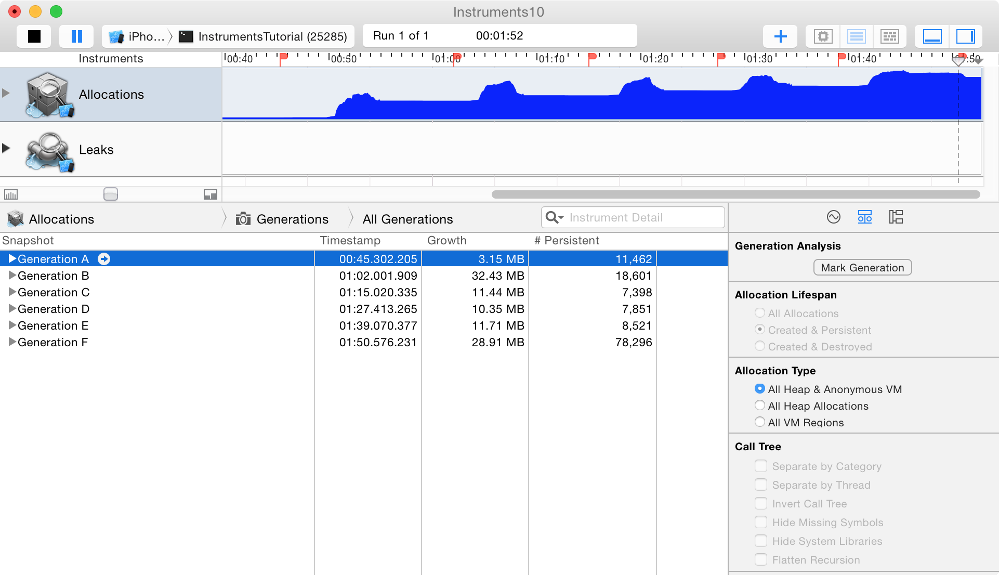 Instruments10
iPho... InstrumentsTutorial (25285) Run 1 of 1 00:01:52
Instruments 00:40 00:50 01:00 01:10 01:20 01:30 01:40 01:50
Allocations
Leaks
Allocations Generations All Generations Instrument Detail
Snapshot Timestamp Growth # Persistent
Generation A 00:45.302.205 3.15 MB 11,462
Generation B 01:02.001.909 32.43 MB 18,601
Generation C 01:15.020.335 11.44 MB 7,398
Generation D 01:27.413.265 10.35 MB 7,851
Generation E 01:39.070.377 11.71 MB 8,521
Generation F 01:50.576.231 28.91 MB 78,296
Generation Analysis
Mark Generation
Allocation Lifespan
All Allocations
Created & Persistent
Created & Destroyed
Allocation Type
All Heap & Anonymous VM
All Heap Allocations
All VM Regions
Call Tree
Separate by Category
Separate by Thread
Invert Call Tree
Hide Missing Symbols
Hide System Libraries
Flatten Recursion